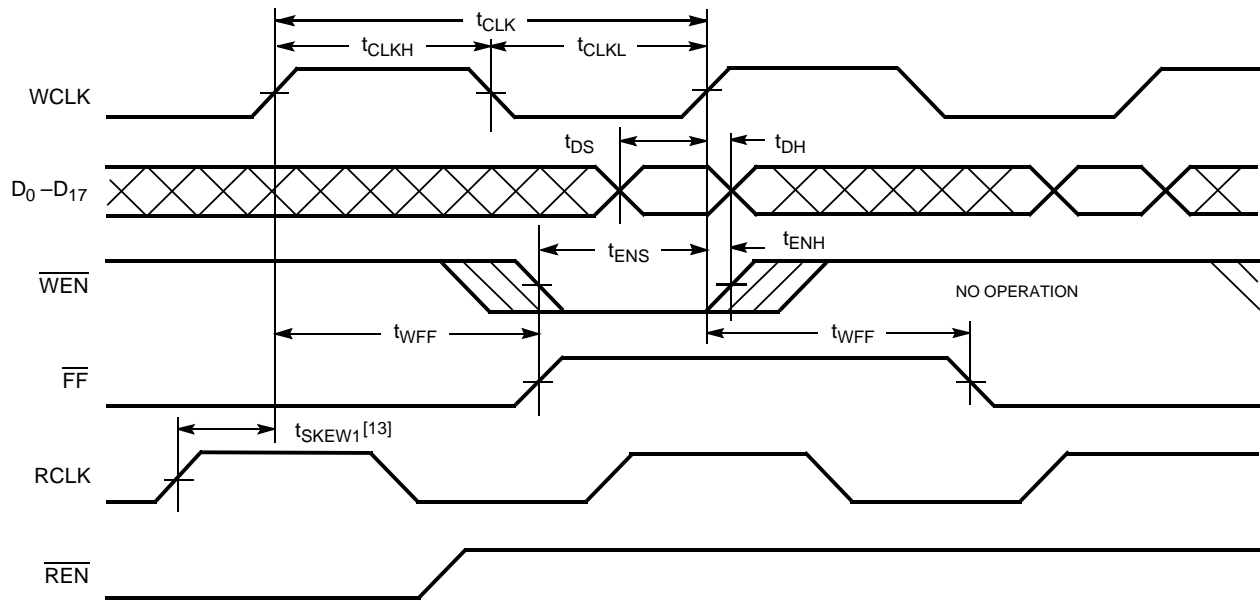 tCLK
tCLKH tCLKL
WCLK
tDS tDH
D0 –D17
tENS tENH
WEN
NO OPERATION
tWFF tWFF
FF
tSKEW1[13]
RCLK
REN